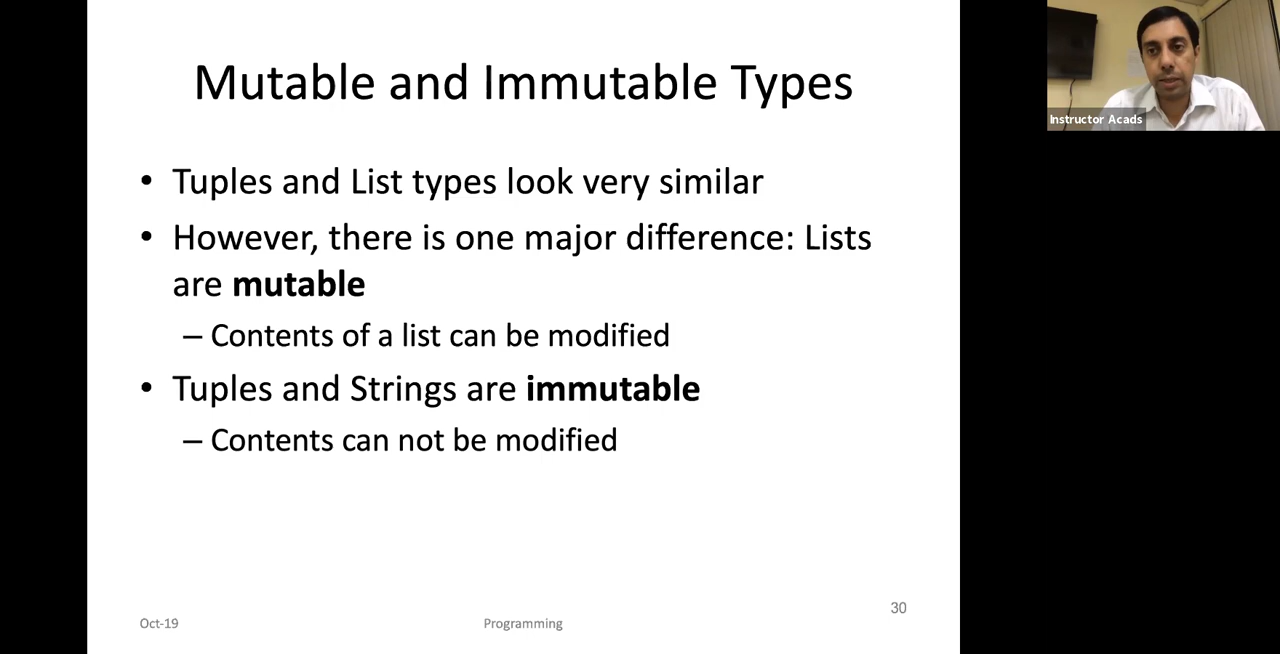 Mutable and Immutable Types
• Tuples and List types look very similar
• However, there is one major difference: Lists
are mutable
– Contents of a list can be modified
• Tuples and Strings are immutable
– Contents can not be modified
Oct-19
Programming
30
Instructor Acads